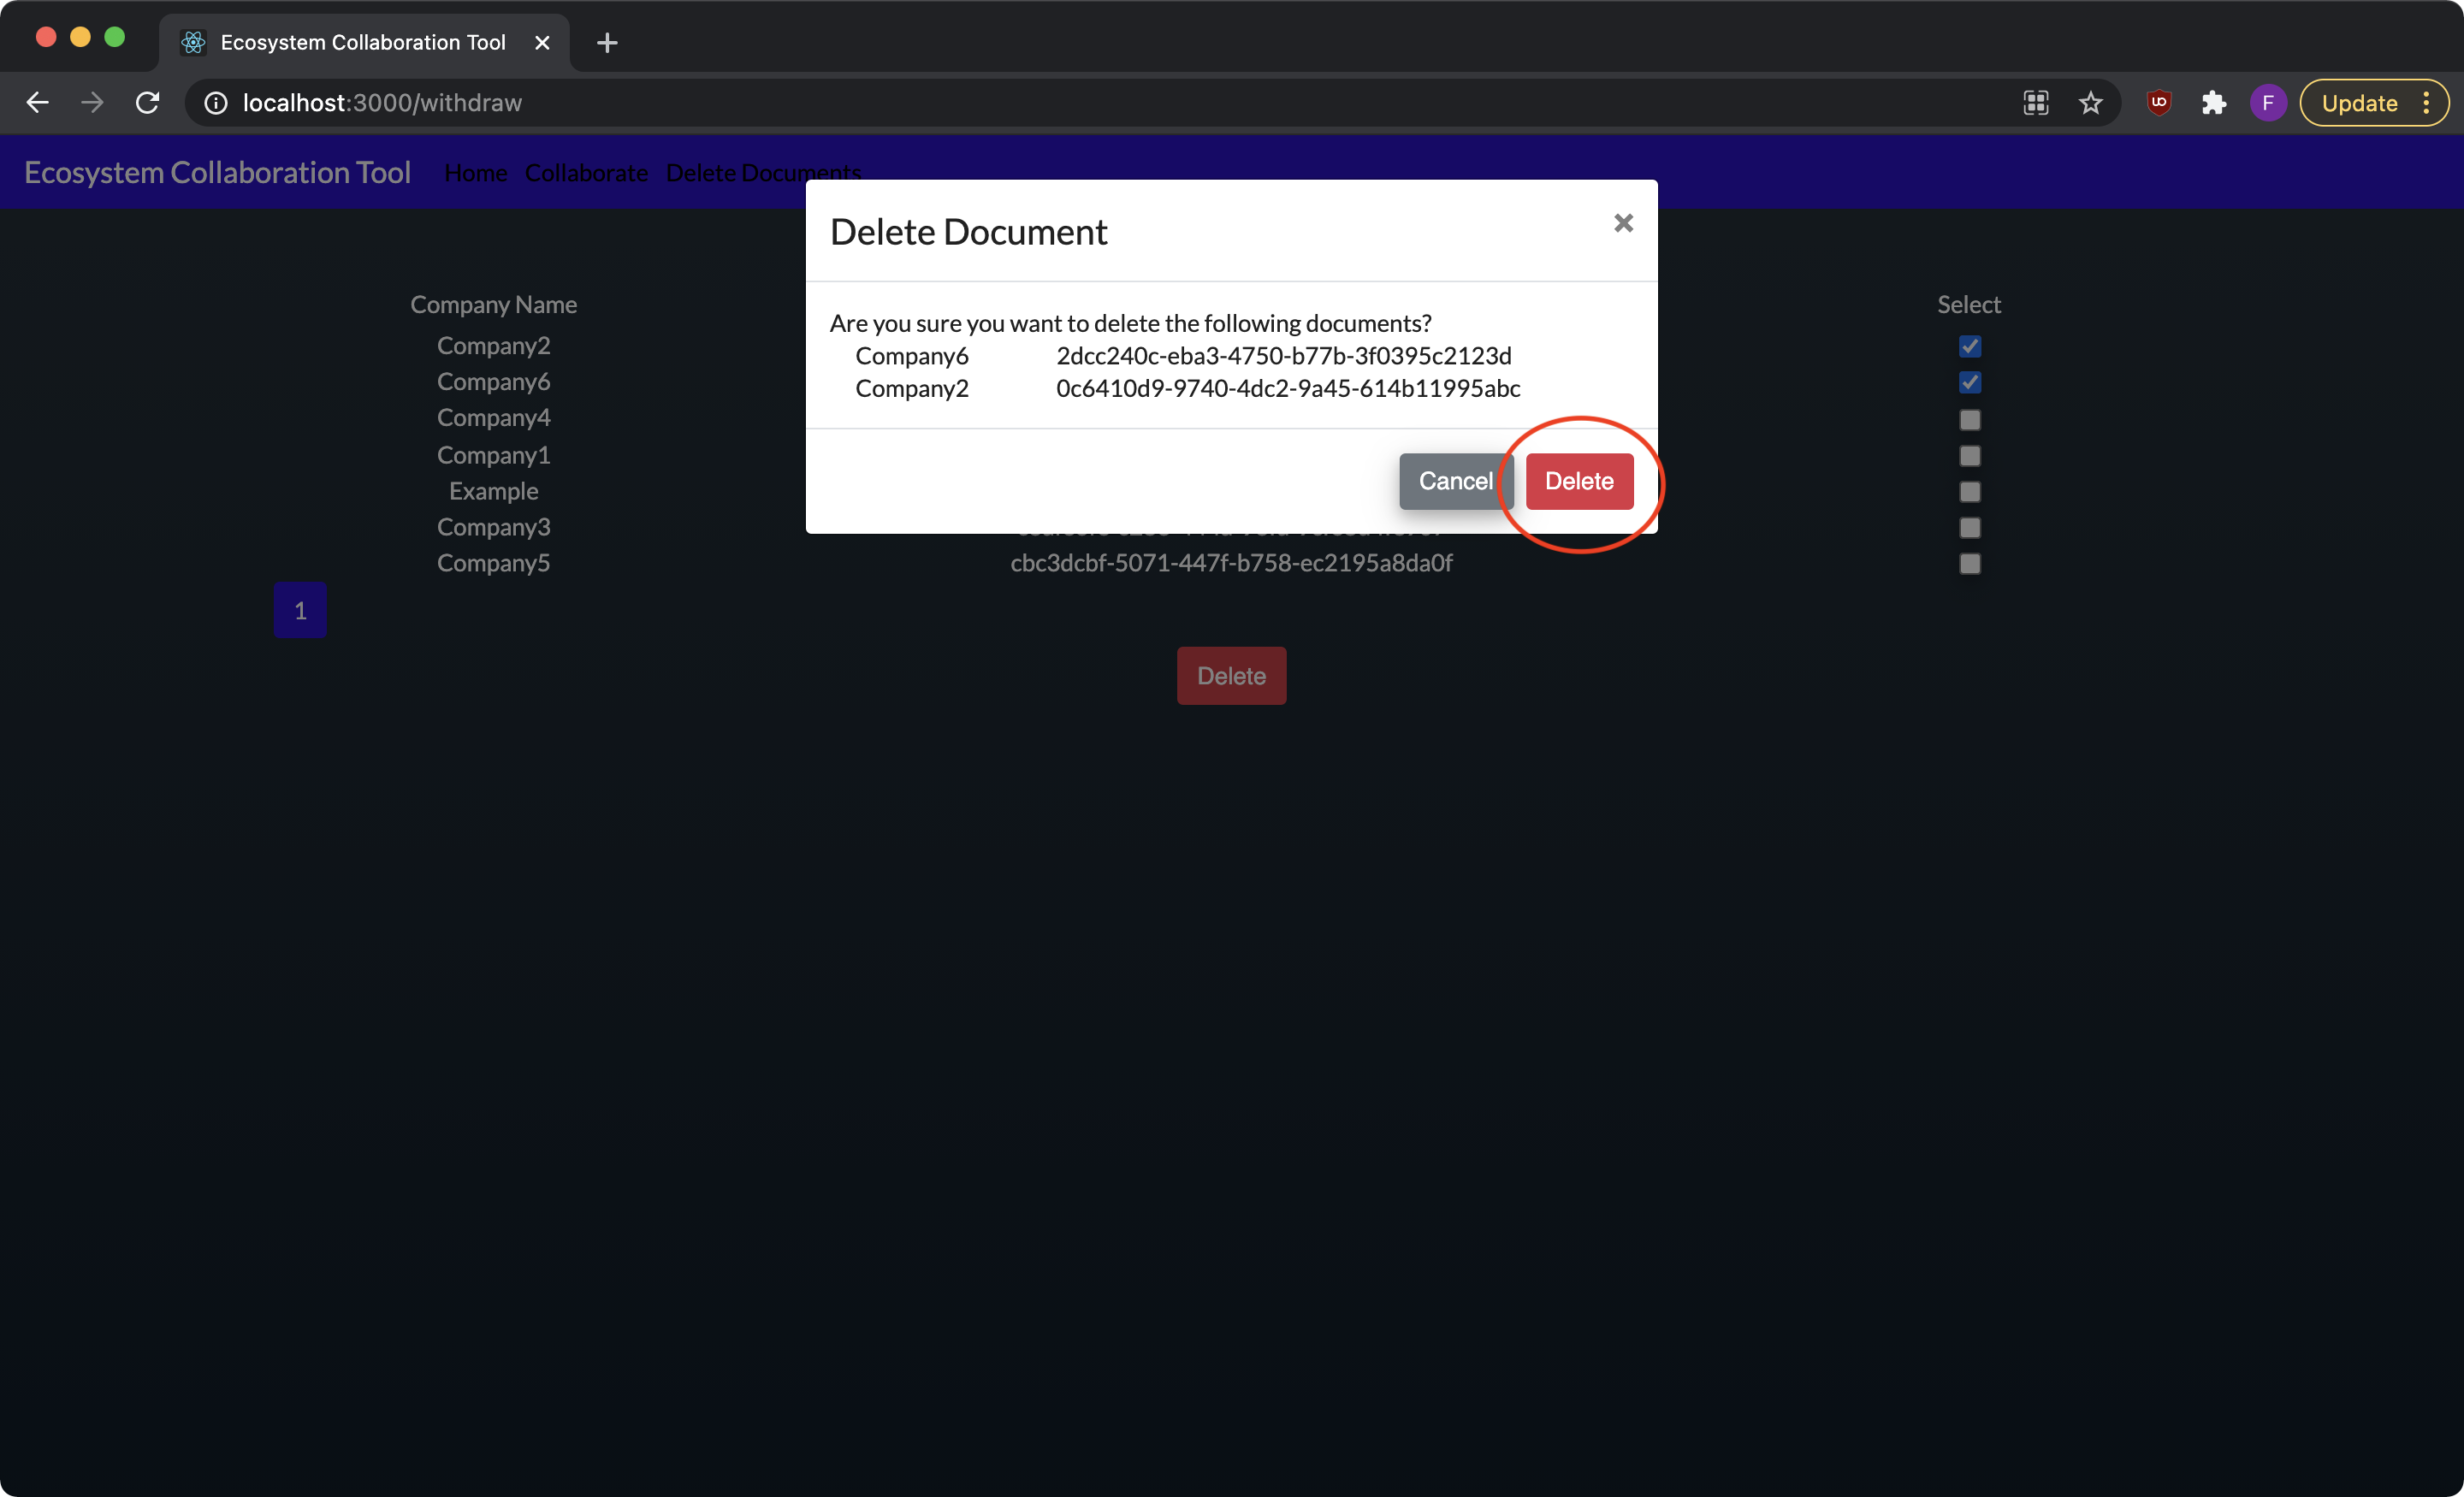 Ecosystem Collaboration Tool
localhost:3000/withdraw
F
Update
Ecosystem Collaboration Tool Home Collaborate Delete Documents
Delete Document
Are you sure you want to delete the following documents?
Company6 2dcc240c-eba3-4750-b77b-3f0395c2123d
Company2 0c6410d9-9740-4dc2-9a45-614b11995abc
Cancel Delete
Company Name Select
Company2
Company6
Company4
Company1
Example
Company3
Company5 cbc3dcbf-5071-447f-b758-ec2195a8da0f
1
Delete